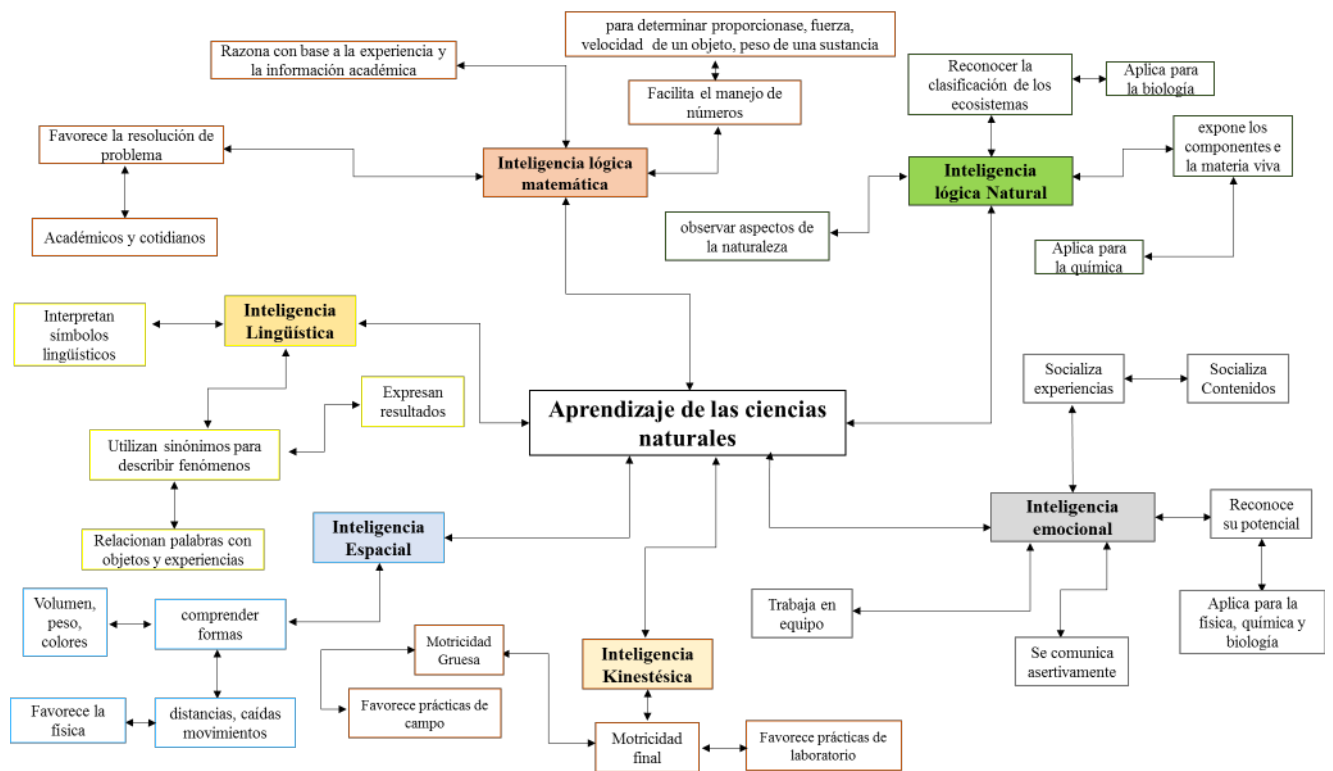 para determinar proporcionase, fuerza,
velocidad de un objeto, peso de una sustancia
Razona con base a la experiencia y
la información académica
Facilita el manejo de
números
Favorece la resolución de
problema
Académicos y cotidianos
Inteligencia lógica
matemática
Reconocer la
clasificación de los
ecosistemas
Aplica para
la biología
expone los
componentes e
la materia viva
Inteligencia
lógica Natural
observar aspectos de
la naturaleza
Aplica para
la química
Interpretan
símbolos
lingüísticos
Inteligencia
Lingüística
Expresan
resultados
Utilizan sinónimos para
describir fenómenos
Relacionan palabras con
objetos y experiencias
Aprendizaje de las ciencias
naturales
Socializa
experiencias
Socializa
Contenidos
Inteligencia
emocional
Reconoce
su potencial
Trabaja en
equipo
Se comunica
asertivamente
Aplica para la
física, química y
biología
Inteligencia
Espacial
Volumen,
peso,
colores
comprender
formas
Favorece la
física
distancias, caídas
movimientos
Motricidad
Gruesa
Favorece prácticas de
campo
Inteligencia
Kinestésica
Motricidad
final
Favorece prácticas de
laboratorio